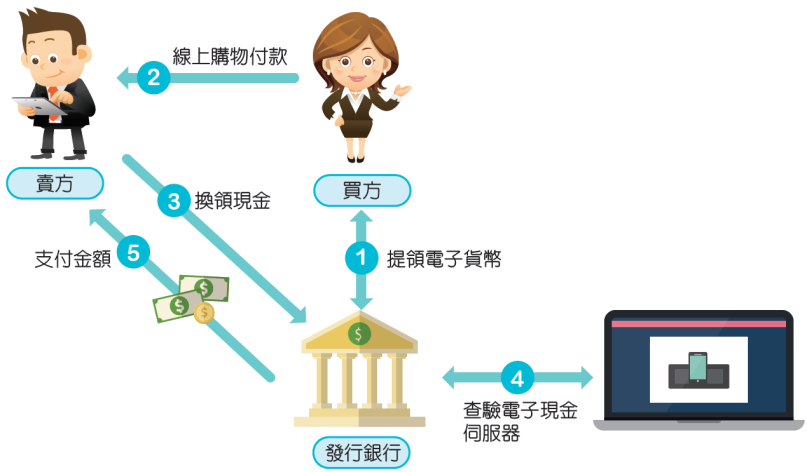 線上購物付款
2
賣方
買方
3
換領現金
支付金額
5
1
提領電子貨幣
$
$
$
$
4
查驗電子現金
伺服器
發行銀行